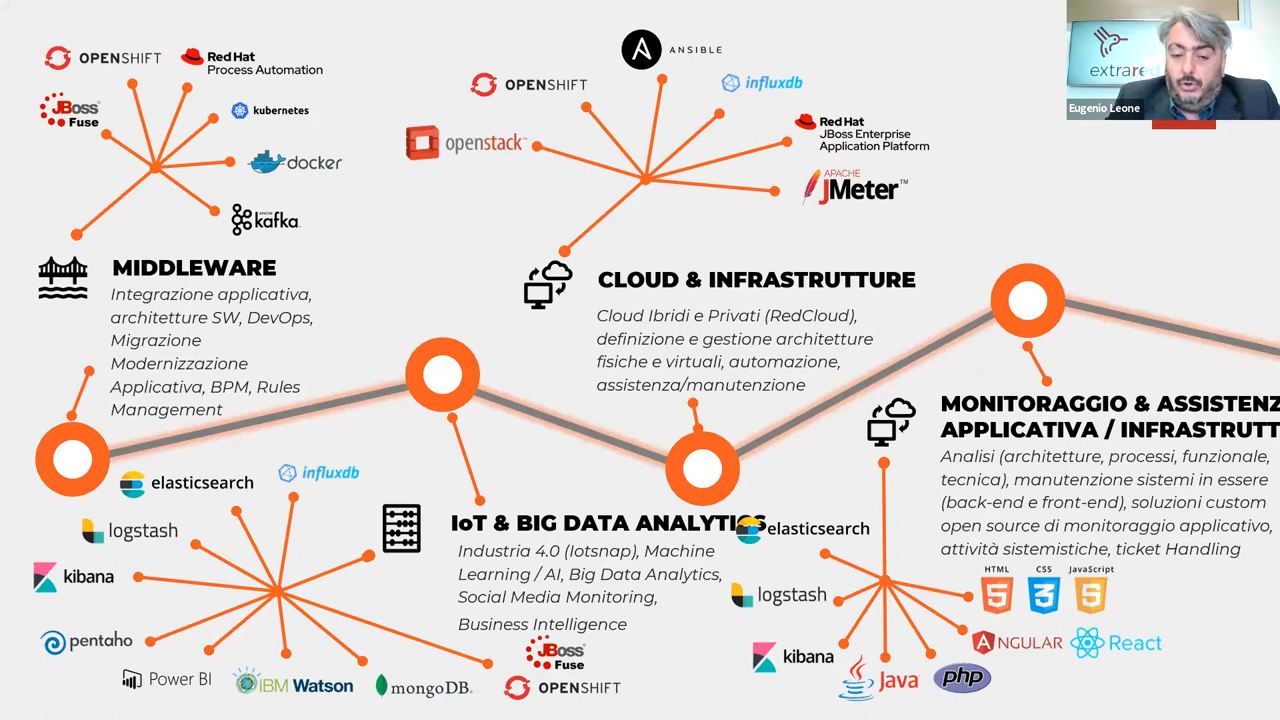 OPENSHIFT
Red Hat
Process Automation
JBoss
Fuse
kubernetes
docker
APACHE
kafka
MIDDLEWARE
Integrazione applicativa,
architetture SW, DevOps,
Migrazione
Modernizzazione
Applicativa, BPM, Rules
Management
ANSIBLE
OPENSHIFT
influxdb
openstack™
Red Hat
JBoss Enterprise
Application Platform
APACHE
JMeter™
CLOUD & INFRASTRUTTURE
Cloud Ibridi e Privati (RedCloud),
definizione e gestione architetture
fisiche e virtuali, automazione,
assistenza/manutenzione
extrared
Eugenio Leone
elasticsearch
influxdb
logstash
kibana
pentaho
Power BI
IBM Watson
mongoDB
JBoss
Fuse
OPENSHIFT
IoT & BIG DATA ANALYTICS
Industria 4.0 (Iotsnap), Machine
Learning / AI, Big Data Analytics,
Social Media Monitoring,
Business Intelligence
MONITORAGGIO & ASSISTENZ
APPLICATIVA / INFRASTRUTT
Analisi (architetture, processi, funzionale,
tecnica), manutenzione sistemi in essere
(back-end e front-end), soluzioni custom
open source di monitoraggio applicativo,
attività sistemistiche, ticket Handling
elasticsearch
logstash
kibana
Java
php
HTML CSS JavaScript
5 3 5
ANGULAR
React